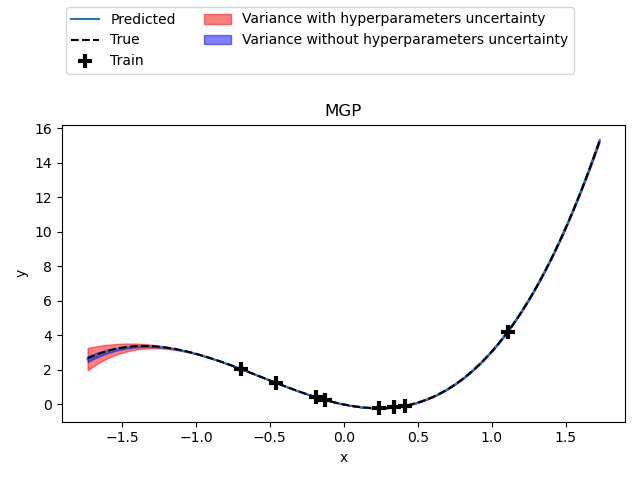 Predicted
True
Train
Variance with hyperparameters uncertainty
Variance without hyperparameters uncertainty
MGP
16
14
12
10
8
6
4
2
0
y
−1.5 −1.0 −0.5 0.0 0.5 1.0 1.5
x